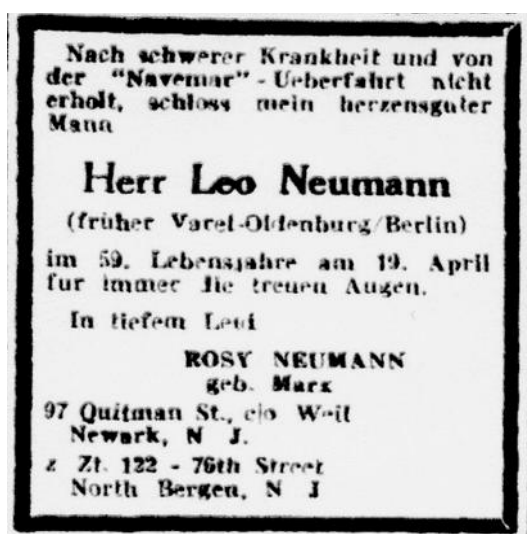 Nach schwerer Krankheit und von
der "Navemar" - Ueberfahrt nicht
erholt, schloss mein herzensguter
Mann
Herr Leo Neumann
(früher Varel-Oldenburg/Berlin)
im 59. Lebensjahre am 19. April
fur immer die treuen Augen.
In tiefem Leid
ROSY NEUMANN
geb. Marx
97 Quitman St., c/o Weil
Newark, N J.
z Zt. 122 - 76th Street
North Bergen, N J